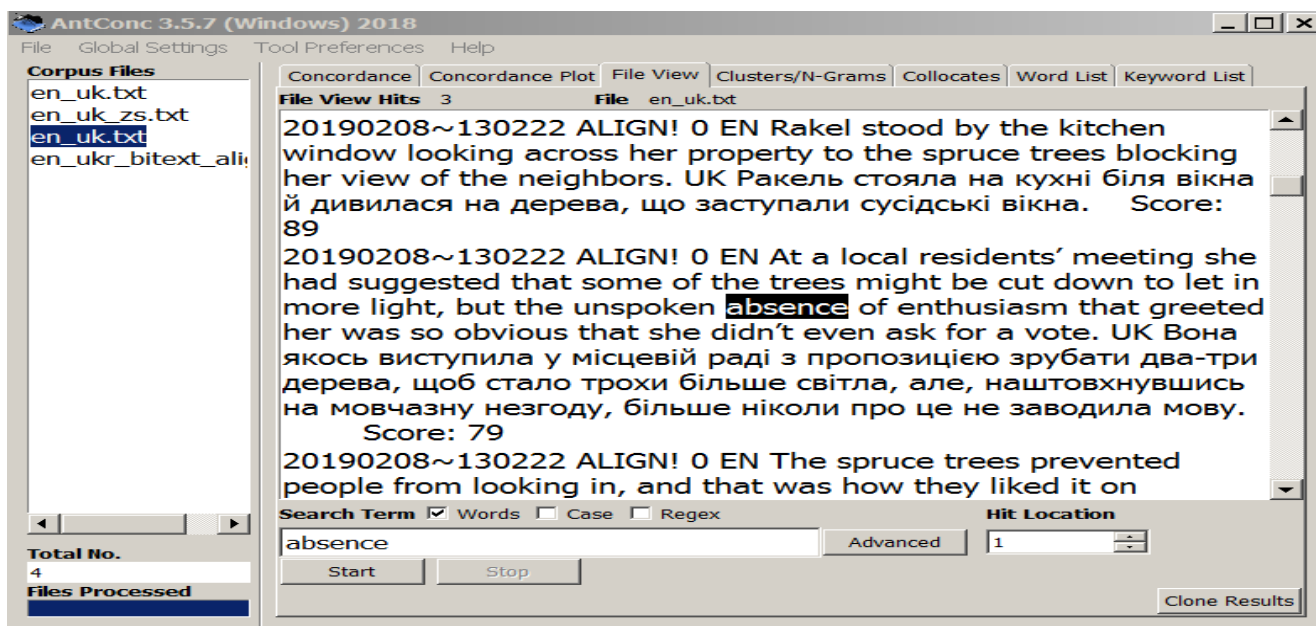 AntConc 3.5.7 (Windows) 2018
File Global Settings Tool Preferences Help
Corpus Files
en_uk.txt
en_uk_zs.txt
en_uk.txt
en_ukr_bitext_ali
Total No.
4
Files Processed
Concordance Concordance Plot File View Clusters/N-Grams Collocates Word List Keyword List
File View Hits 3 File en_uk.txt
20190208~130222 ALIGN! 0 EN Rakel stood by the kitchen
window looking across her property to the spruce trees blocking
her view of the neighbors. UK Ракель стояла на кухні біля вікна
й дивилася на дерева, що заступали сусідські вікна. Score:
89
20190208~130222 ALIGN! 0 EN At a local residents’ meeting she
had suggested that some of the trees might be cut down to let in
more light, but the unspoken absence of enthusiasm that greeted
her was so obvious that she didn’t even ask for a vote. UK Вона
якось виступила у місцевій раді з пропозицією зрубати два-три
дерева, щоб стало трохи більше світла, але, наштовхнувшись
на мовчазну незгоду, більше ніколи про це не заводила мову.
Score: 79
20190208~130222 ALIGN! 0 EN The spruce trees prevented
people from looking in, and that was how they liked it on
Search Term Words Case Regex Hit Location
absence Advanced 1
Start Stop
Clone Results